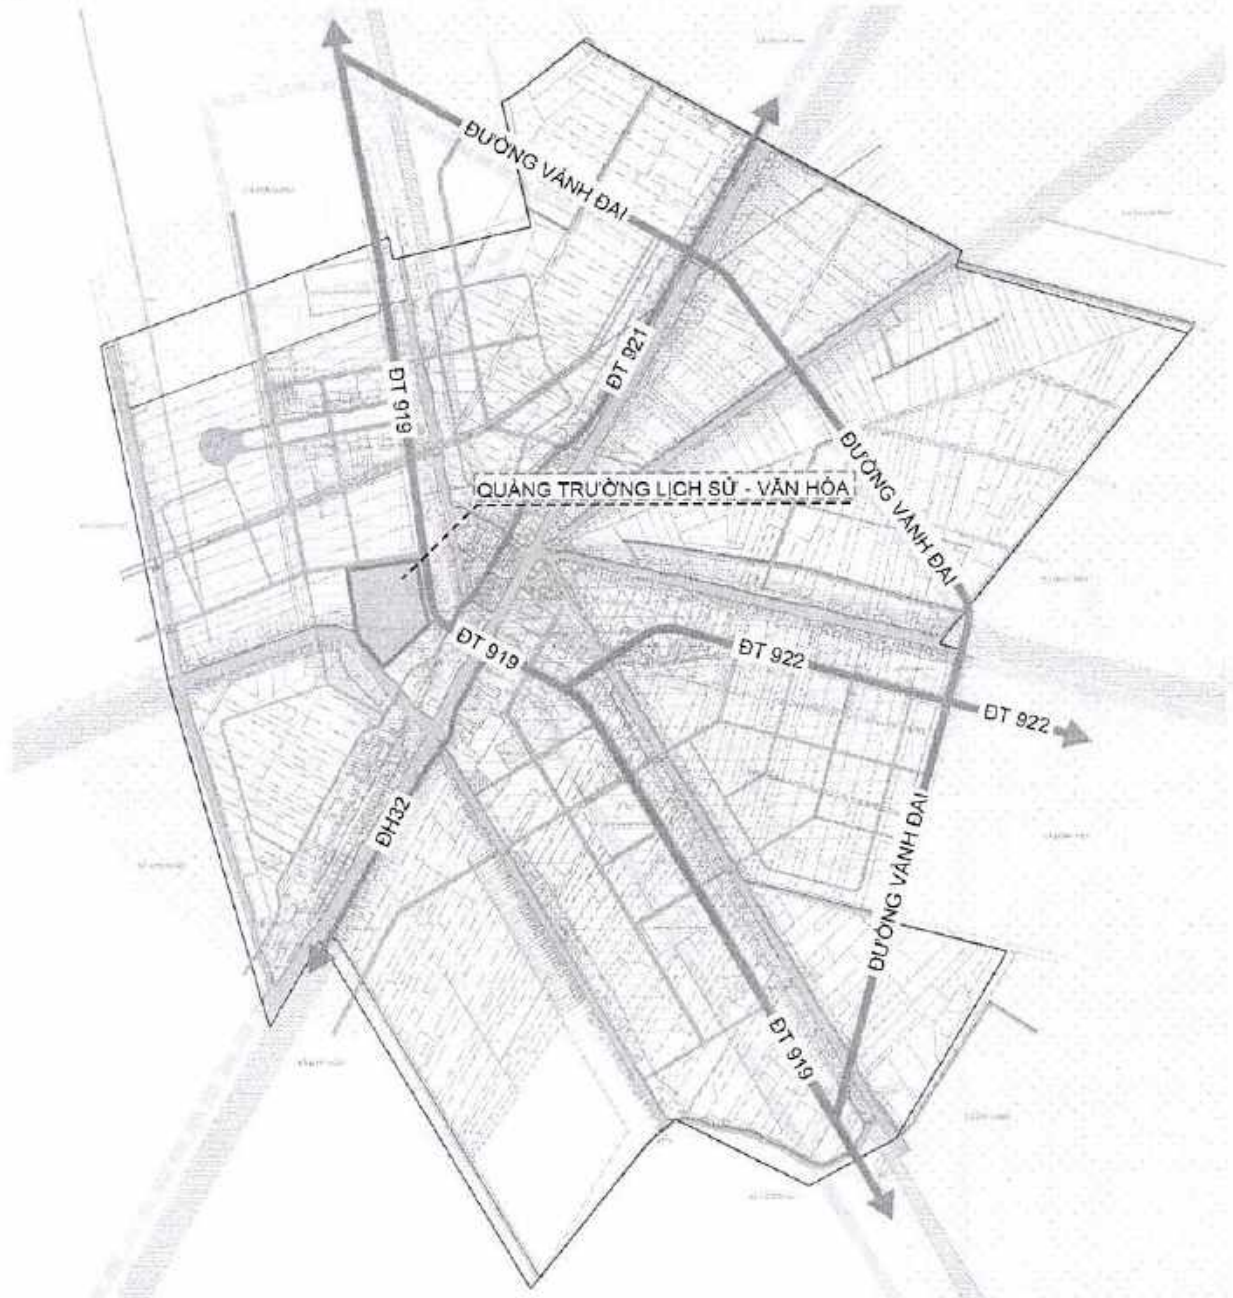 ĐƯỜNG VÀNH ĐAI
ĐT 921
ĐT 919
ĐƯỜNG VÀNH ĐAI
QUẢNG TRƯỜNG LỊCH SỬ - VĂN HÓA
ĐT 919
ĐT 922
ĐT 922
ĐH32
ĐƯỜNG VÀNH ĐAI
ĐT 919